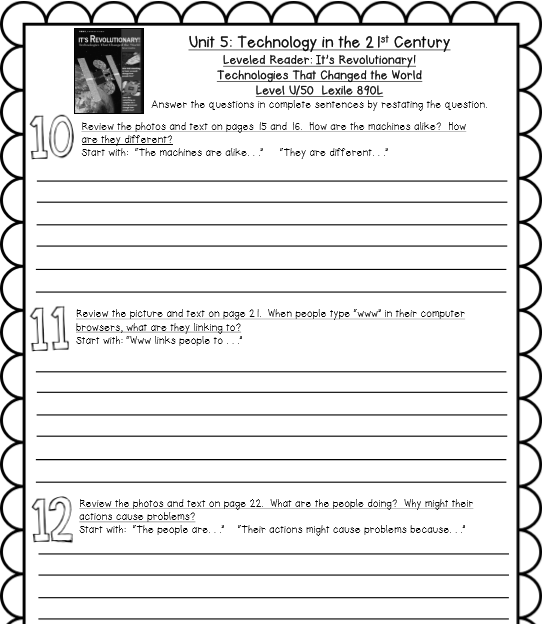 IT'S REVOLUTIONARY!
Technologies That Changed the World
Unit 5: Technology in the 21st Century
Leveled Reader: It's Revolutionary!
Technologies That Changed the World
Level U/50 Lexile 890L
Answer the questions in complete sentences by restating the question.
10
Review the photos and text on pages 15 and 16. How are the machines alike? How
are they different?
Start with: "The machines are alike. . ." "They are different. . ."
11
Review the picture and text on page 21. When people type "www" in their computer
browsers, what are they linking to?
Start with: "Www links people to . . ."
12
Review the photos and text on page 22. What are the people doing? Why might their
actions cause problems?
Start with: "The people are. . ." "Their actions might cause problems because. . ."